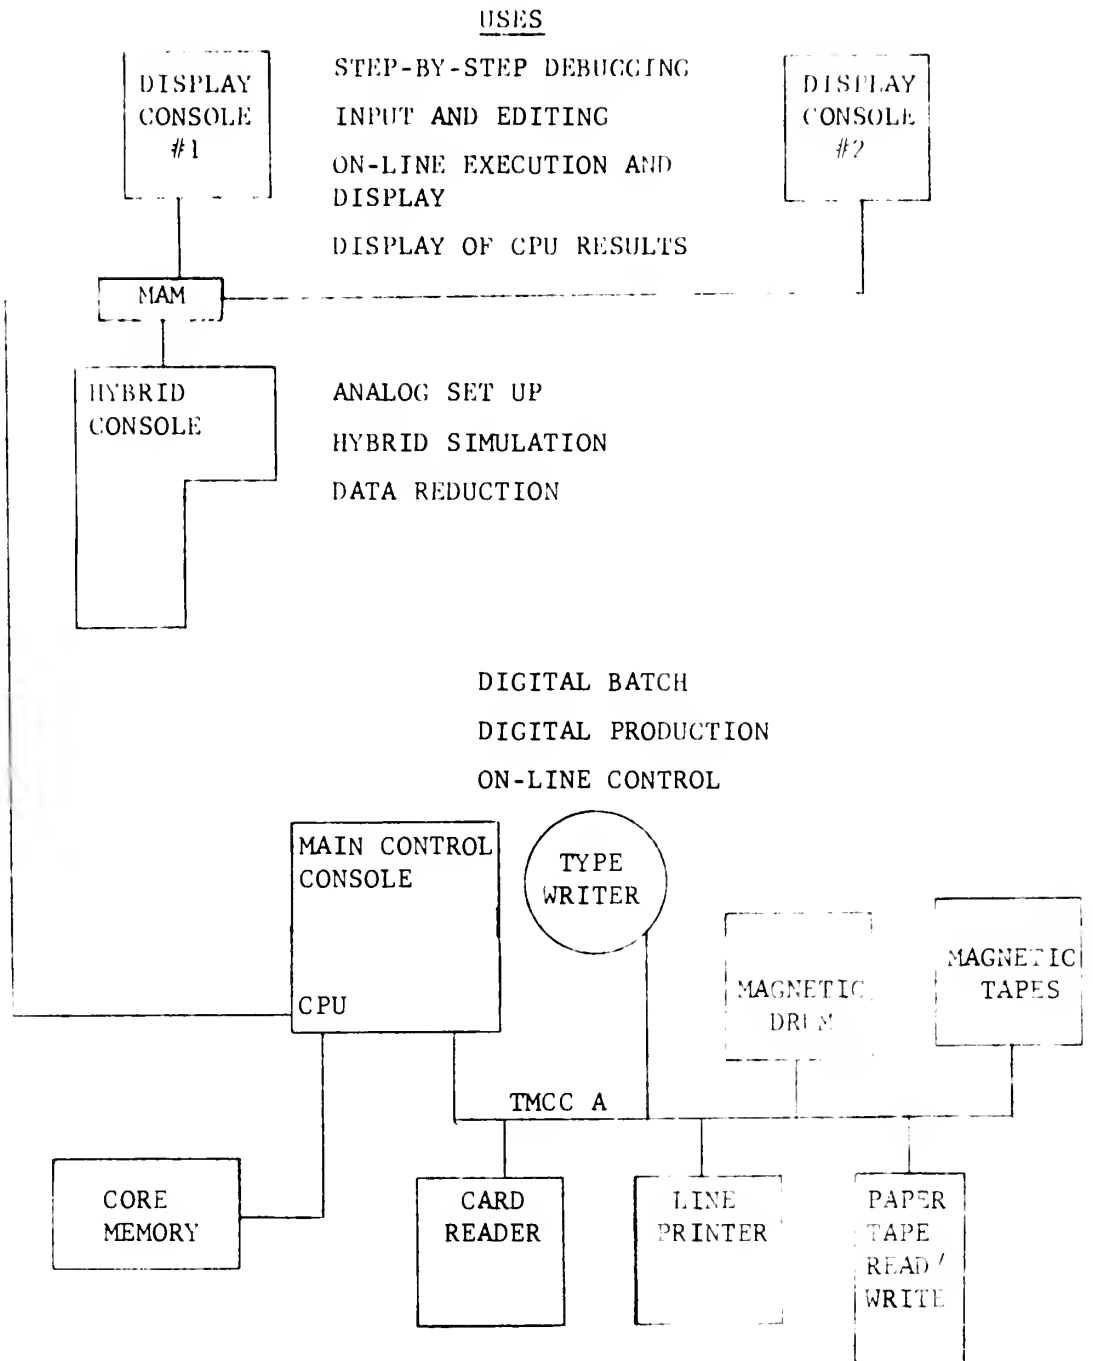 USES
DISPLAY
CONSOLE
#1
STEP-BY-STEP DEBUGGING
INPUT AND EDITING
ON-LINE EXECUTION AND
DISPLAY
DISPLAY OF CPU RESULTS
DISPLAY
CONSOLE
#2
MAM
HYBRID
CONSOLE
ANALOG SET UP
HYBRID SIMULATION
DATA REDUCTION
DIGITAL BATCH
DIGITAL PRODUCTION
ON-LINE CONTROL
MAIN CONTROL
CONSOLE
CPU
TYPE
WRITER
MAGNETIC
DRUM
MAGNETIC
TAPES
TMCC A
CORE
MEMORY
CARD
READER
LINE
PRINTER
PAPER
TAPE
READ/
WRITE